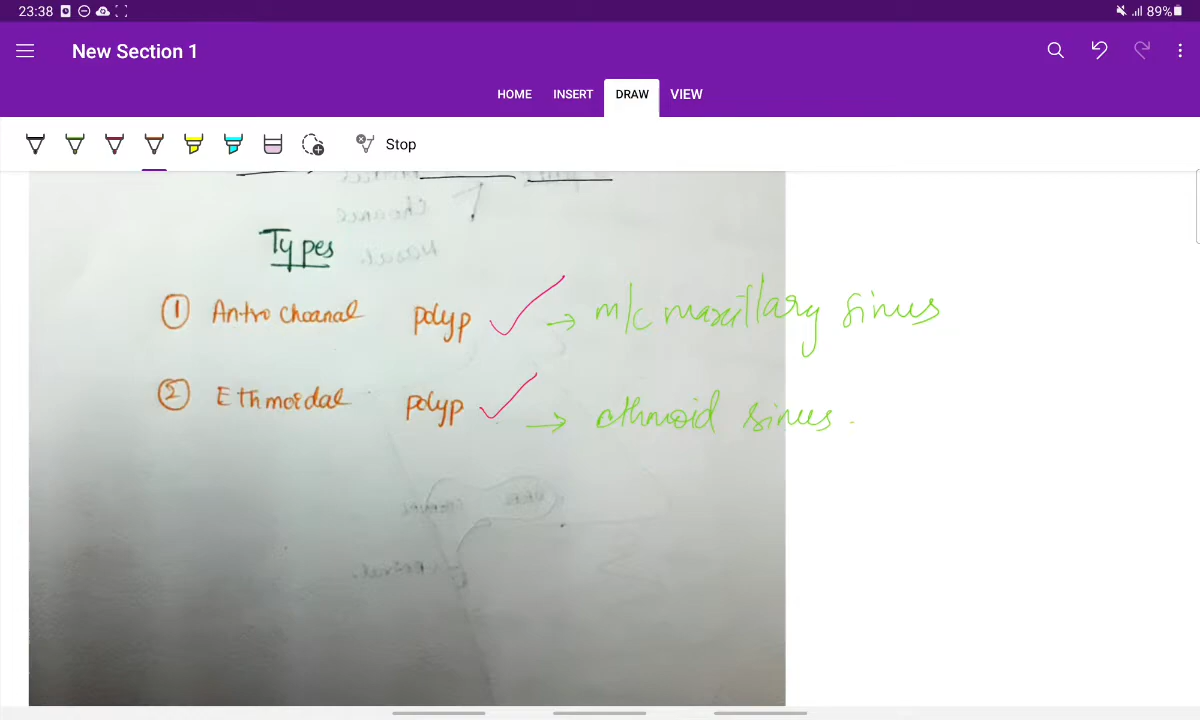 23:38 89%
New Section 1
HOME INSERT DRAW VIEW
Stop
Types
① Antro choanal polyp ✓ → m/c maxillary sinus
② Ethmoidal polyp ✓ → ethmoid sinus.